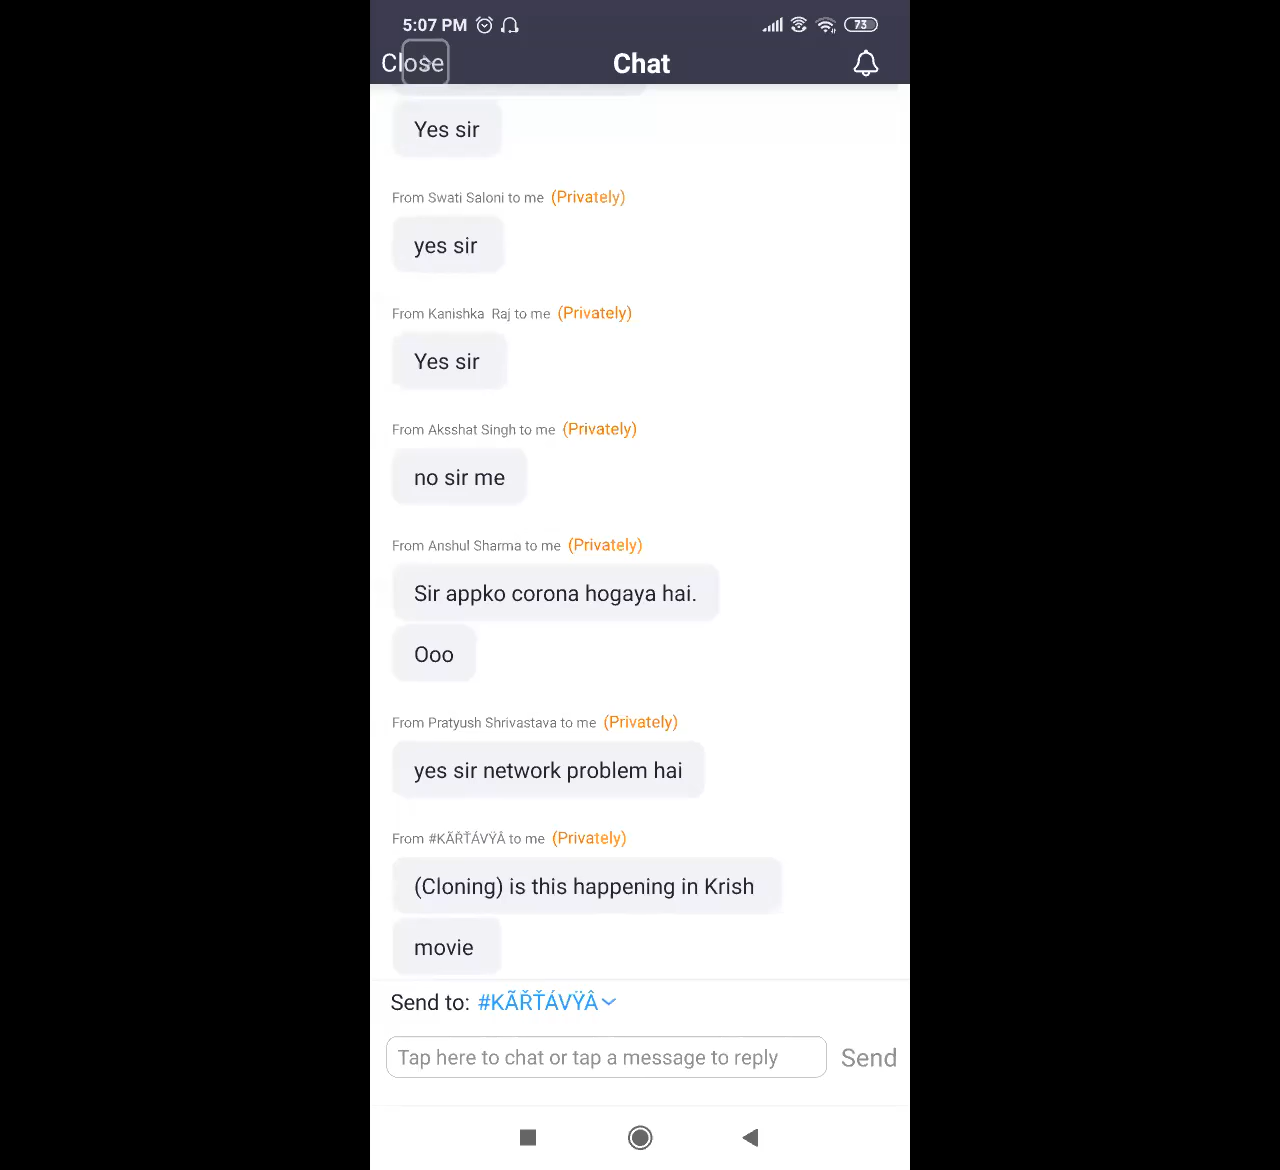 5:07 PM 73
Close Chat
Yes sir
From Swati Saloni to me (Privately)
yes sir
From Kanishka Raj to me (Privately)
Yes sir
From Aksshat Singh to me (Privately)
no sir me
From Anshul Sharma to me (Privately)
Sir appko corona hogaya hai.
Ooo
From Pratyush Shrivastava to me (Privately)
yes sir network problem hai
From #KÃŘŤÁVŸÂ to me (Privately)
(Cloning) is this happening in Krish
movie
Send to: #KÃŘŤÁVŸÂ
Tap here to chat or tap a message to reply Send